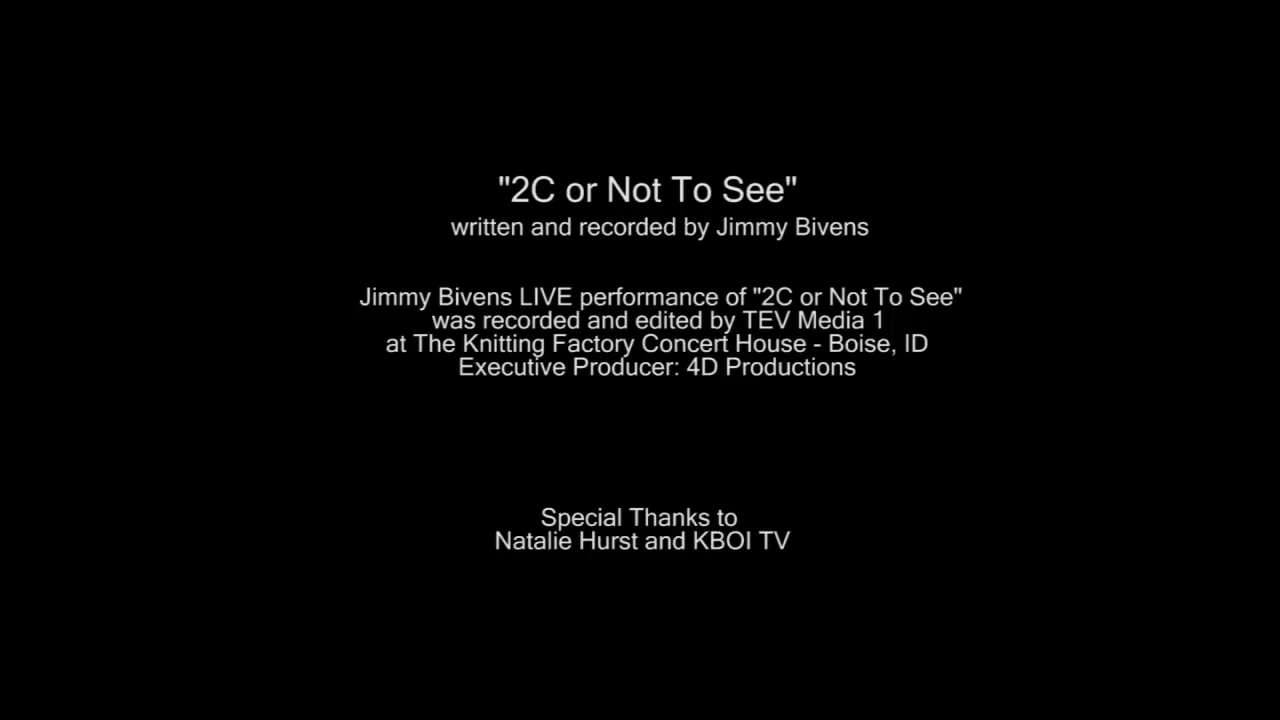 "2C or Not To See"
written and recorded by Jimmy Bivens
Jimmy Bivens LIVE performance of "2C or Not To See"
was recorded and edited by TEV Media 1
at The Knitting Factory Concert House - Boise, ID
Executive Producer: 4D Productions
Special Thanks to
Natalie Hurst and KBOI TV